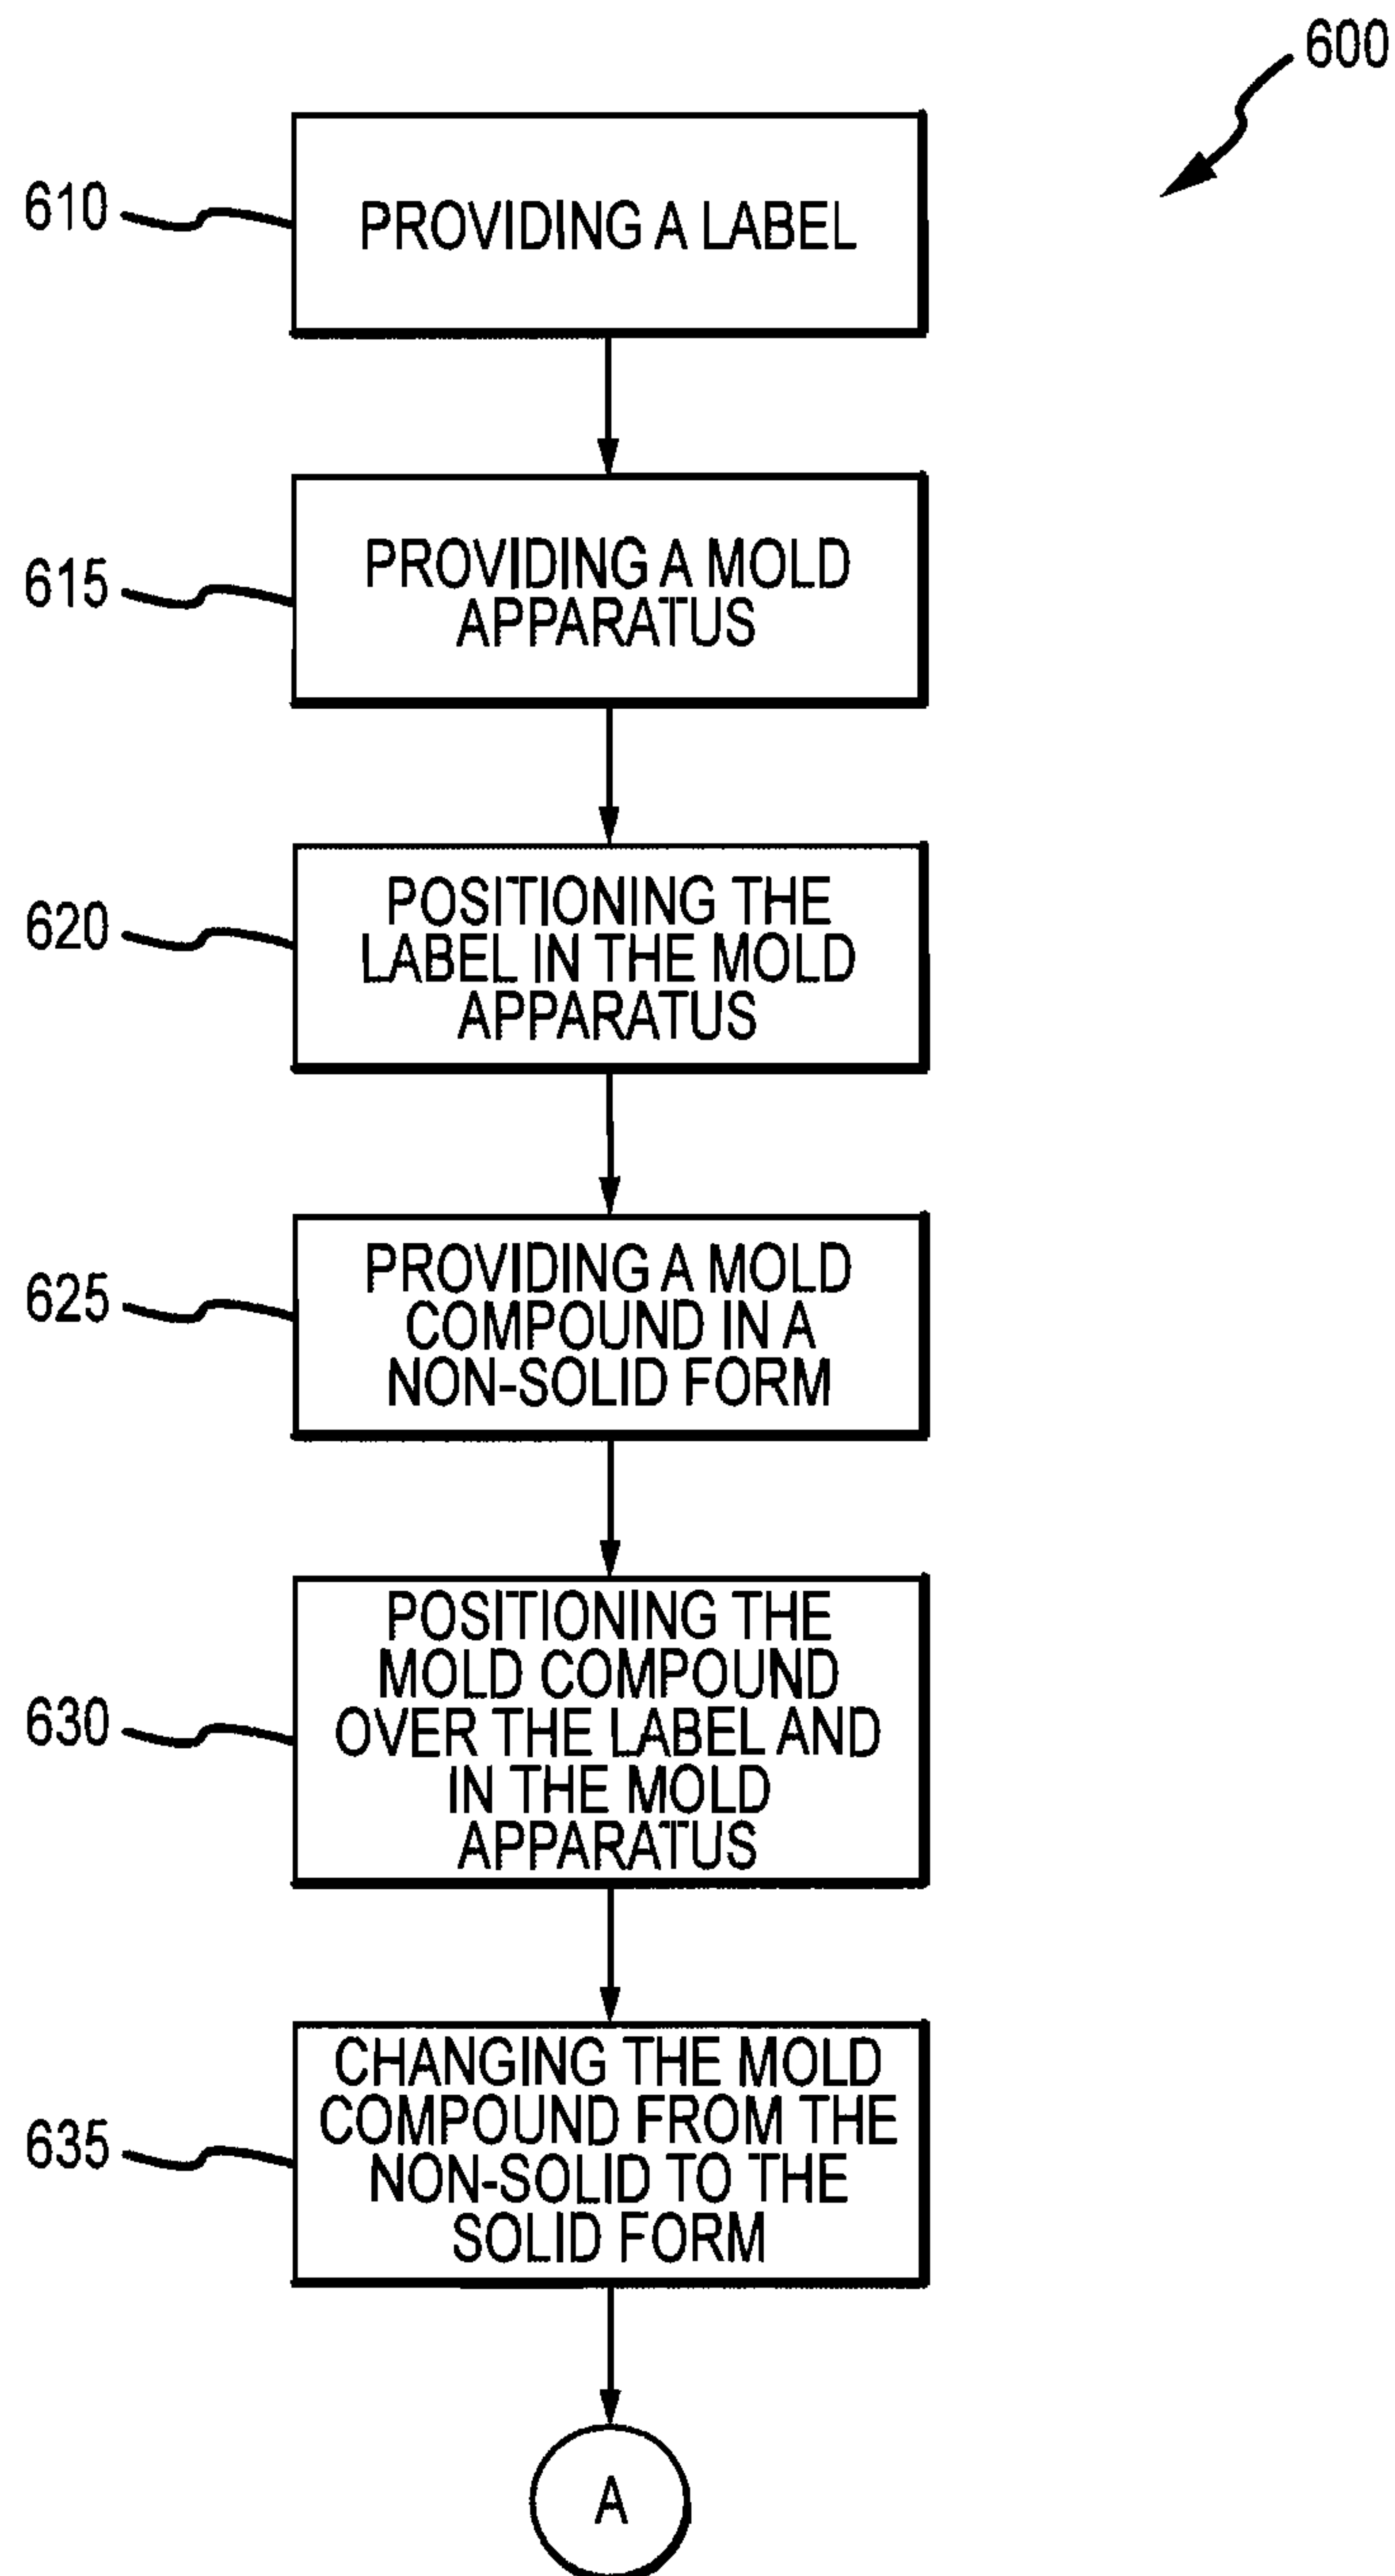 600
610
PROVIDING A LABEL
615
PROVIDING A MOLD
APPARATUS
620
POSITIONING THE
LABEL IN THE MOLD
APPARATUS
625
PROVIDING A MOLD
COMPOUND IN A
NON-SOLID FORM
630
POSITIONING THE
MOLD COMPOUND
OVER THE LABEL AND
IN THE MOLD
APPARATUS
635
CHANGING THE MOLD
COMPOUND FROM THE
NON-SOLID TO THE
SOLID FORM
A